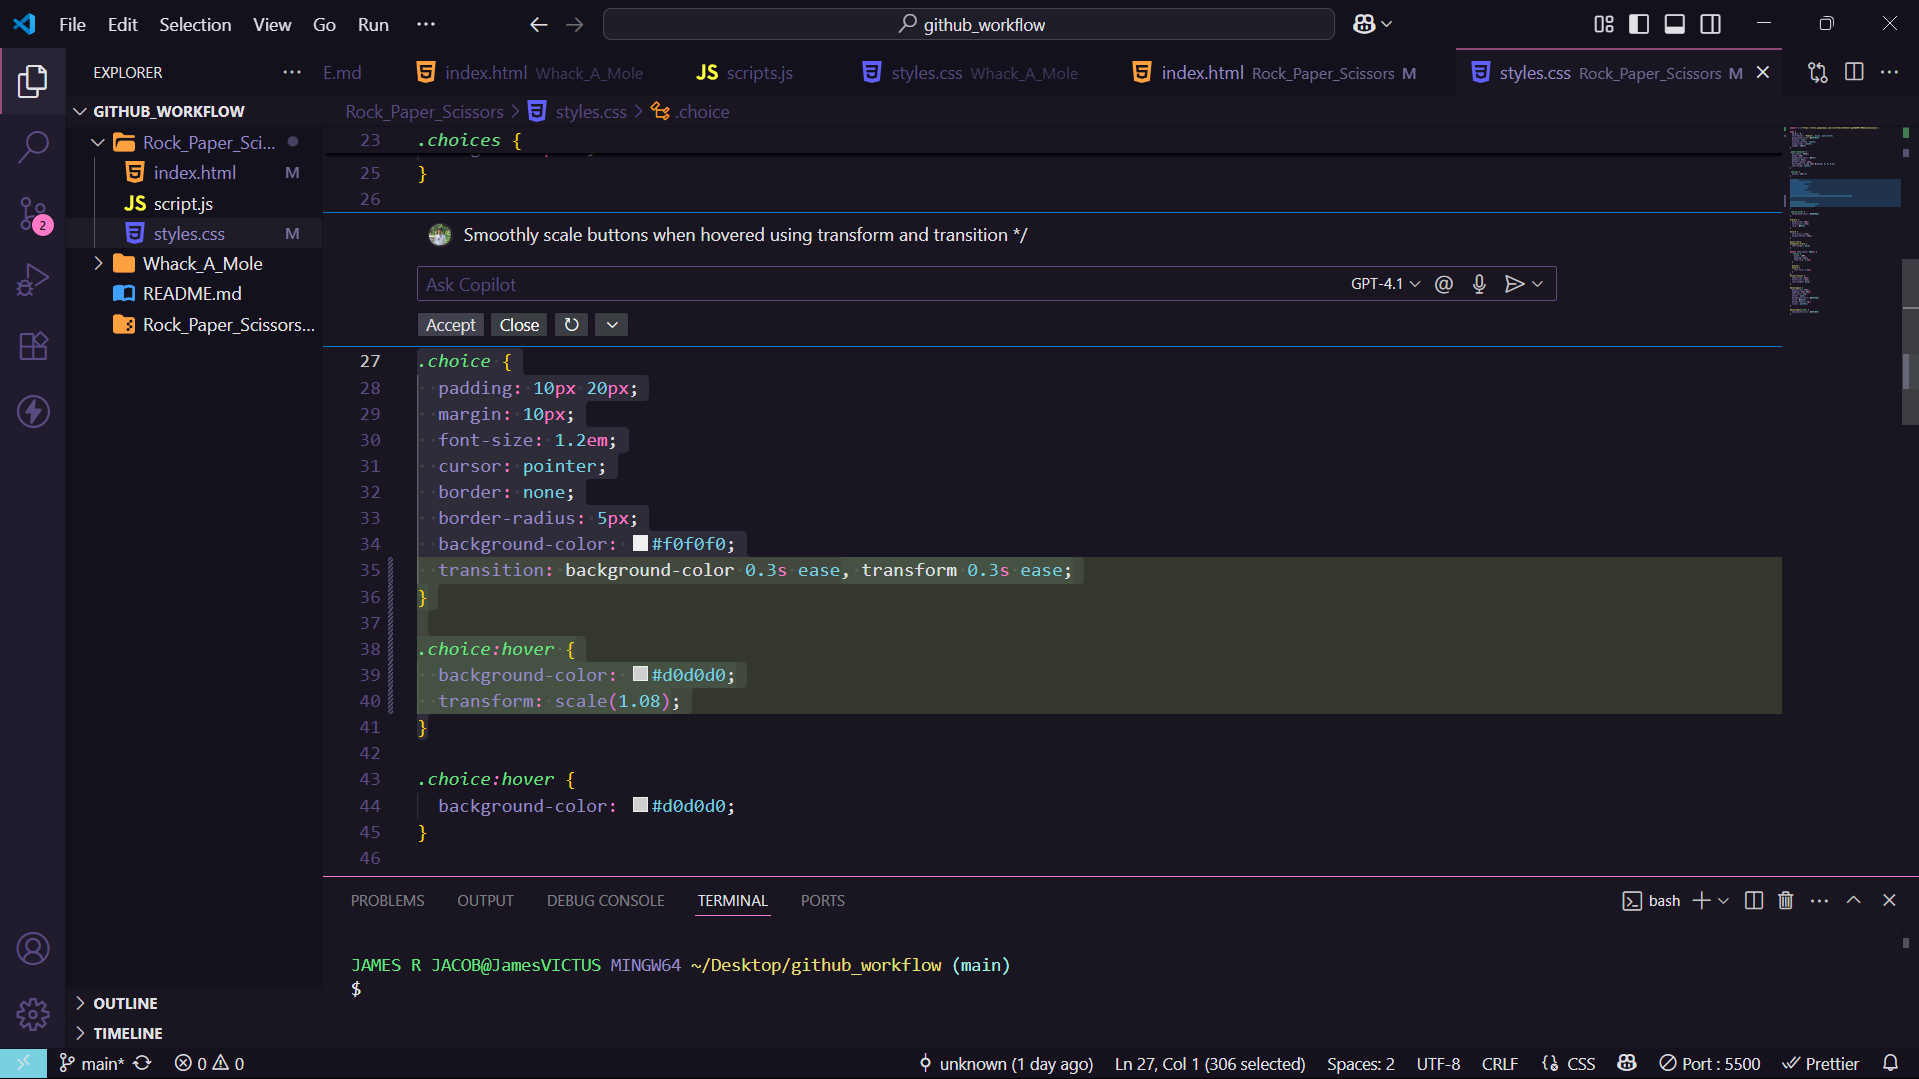 File Edit Selection View Go Run ···
github_workflow
EXPLORER ···
E.md
index.html Whack_A_Mole
JS scripts.js
styles.css Whack_A_Mole
index.html Rock_Paper_Scissors M
styles.css Rock_Paper_Scissors M
GITHUB_WORKFLOW
Rock_Paper_Sci...
index.html M
JS script.js
styles.css M
Whack_A_Mole
README.md
Rock_Paper_Scissors...
2
Rock_Paper_Scissors > styles.css > .choice
23 .choices {
25 }
26
Smoothly scale buttons when hovered using transform and transition */
Ask Copilot GPT-4.1 @
Accept Close
27 .choice {
28 padding: 10px 20px;
29 margin: 10px;
30 font-size: 1.2em;
31 cursor: pointer;
32 border: none;
33 border-radius: 5px;
34 background-color: #f0f0f0;
35 transition: background-color 0.3s ease, transform 0.3s ease;
36 }
37
38 .choice:hover {
39 background-color: #d0d0d0;
40 transform: scale(1.08);
41 }
42
43 .choice:hover {
44 background-color: #d0d0d0;
45 }
46
PROBLEMS OUTPUT DEBUG CONSOLE TERMINAL PORTS
bash
JAMES R JACOB@JamesVICTUS MINGW64 ~/Desktop/github_workflow (main)
$
OUTLINE
TIMELINE
main* 0 0 unknown (1 day ago) Ln 27, Col 1 (306 selected) Spaces: 2 UTF-8 CRLF CSS Port : 5500 Prettier